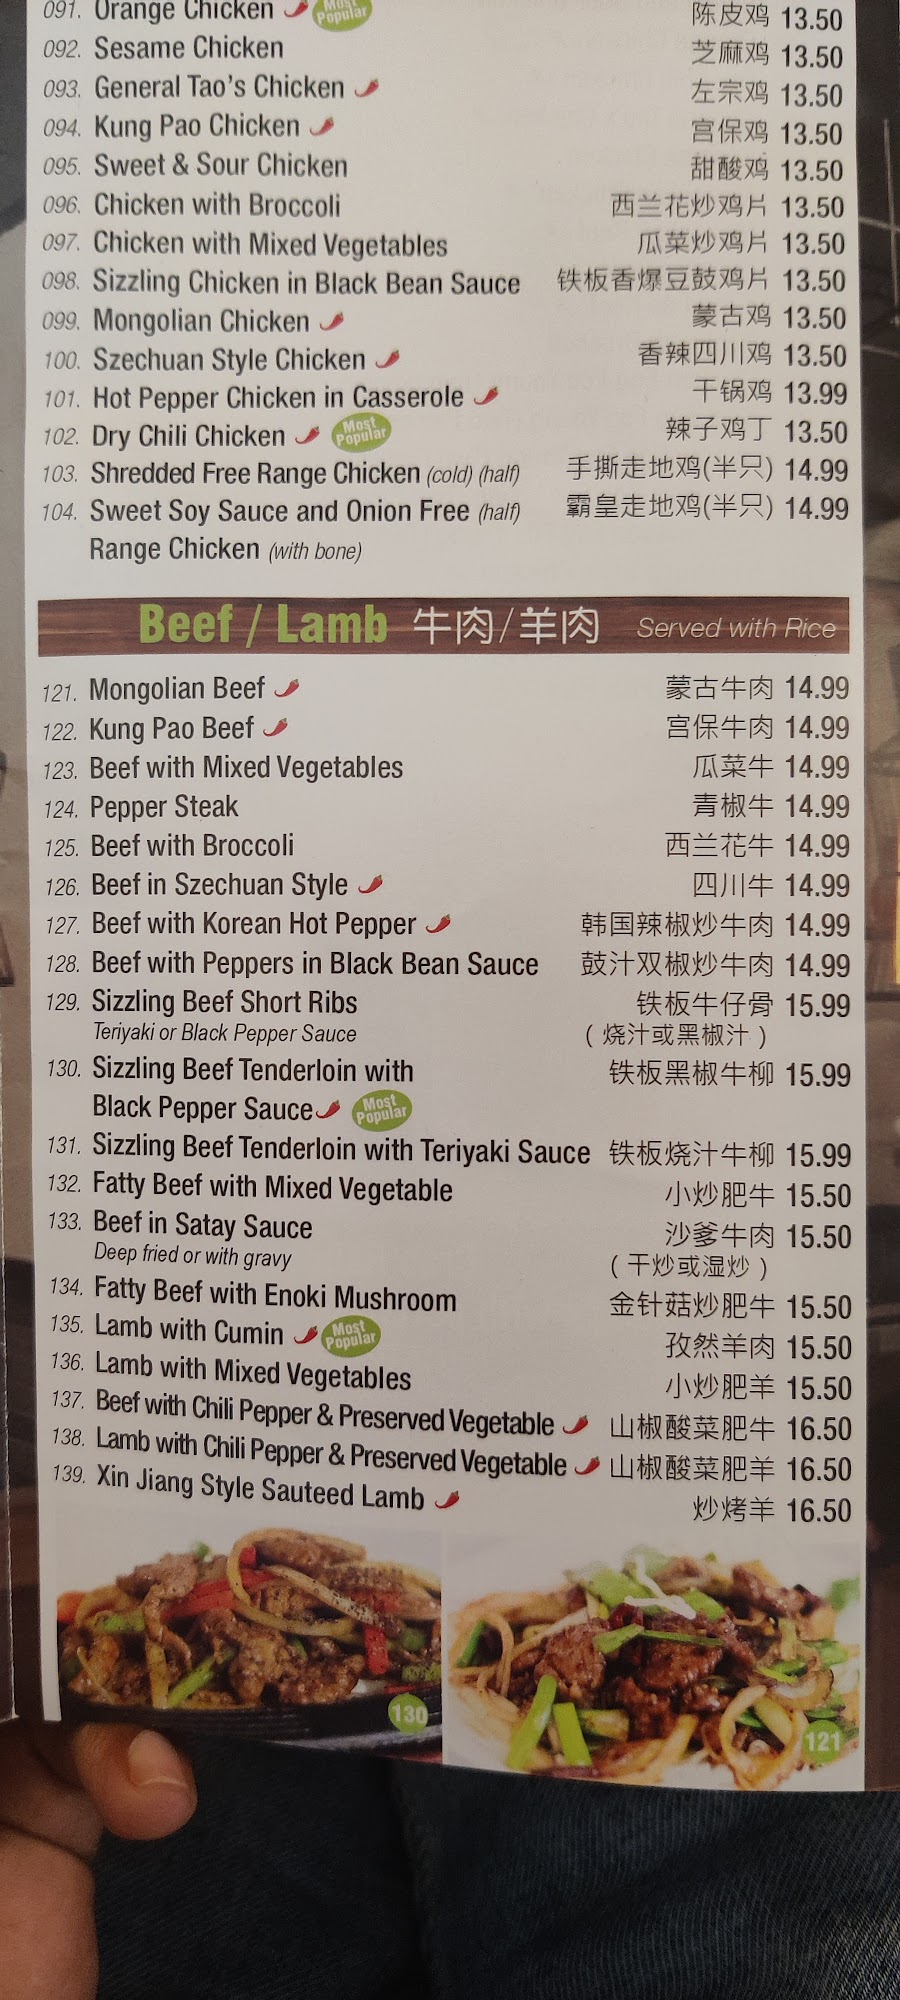 091. Orange Chicken Most Popular 陈皮鸡 13.50
092. Sesame Chicken 芝麻鸡 13.50
093. General Tao's Chicken 左宗鸡 13.50
094. Kung Pao Chicken 宫保鸡 13.50
095. Sweet & Sour Chicken 甜酸鸡 13.50
096. Chicken with Broccoli 西兰花炒鸡片 13.50
097. Chicken with Mixed Vegetables 瓜菜炒鸡片 13.50
098. Sizzling Chicken in Black Bean Sauce 铁板香爆豆鼓鸡片 13.50
099. Mongolian Chicken 蒙古鸡 13.50
100. Szechuan Style Chicken 香辣四川鸡 13.50
101. Hot Pepper Chicken in Casserole 干锅鸡 13.99
102. Dry Chili Chicken Most Popular 辣子鸡丁 13.50
103. Shredded Free Range Chicken (cold) (half) 手撕走地鸡(半只) 14.99
104. Sweet Soy Sauce and Onion Free (half) 霸皇走地鸡(半只) 14.99
Range Chicken (with bone)
Beef / Lamb 牛肉/羊肉 Served with Rice
121. Mongolian Beef 蒙古牛肉 14.99
122. Kung Pao Beef 宫保牛肉 14.99
123. Beef with Mixed Vegetables 瓜菜牛 14.99
124. Pepper Steak 青椒牛 14.99
125. Beef with Broccoli 西兰花牛 14.99
126. Beef in Szechuan Style 四川牛 14.99
127. Beef with Korean Hot Pepper 韩国辣椒炒牛肉 14.99
128. Beef with Peppers in Black Bean Sauce 鼓汁双椒炒牛肉 14.99
129. Sizzling Beef Short Ribs 铁板牛仔骨 15.99
Teriyaki or Black Pepper Sauce (烧汁或黑椒汁)
130. Sizzling Beef Tenderloin with 铁板黑椒牛柳 15.99
Black Pepper Sauce Most Popular
131. Sizzling Beef Tenderloin with Teriyaki Sauce 铁板烧汁牛柳 15.99
132. Fatty Beef with Mixed Vegetable 小炒肥牛 15.50
133. Beef in Satay Sauce 沙爹牛肉 15.50
Deep fried or with gravy (干炒或湿炒)
134. Fatty Beef with Enoki Mushroom 金针菇炒肥牛 15.50
135. Lamb with Cumin Most Popular 孜然羊肉 15.50
136. Lamb with Mixed Vegetables 小炒肥羊 15.50
137. Beef with Chili Pepper & Preserved Vegetable 山椒酸菜肥牛 16.50
138. Lamb with Chili Pepper & Preserved Vegetable 山椒酸菜肥羊 16.50
139. Xin Jiang Style Sauteed Lamb 炒烤羊 16.50
130
121